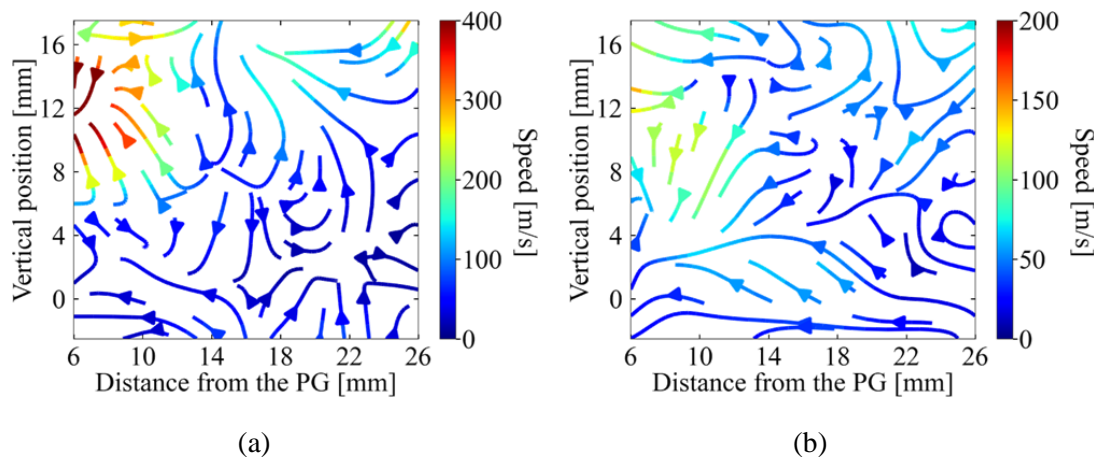 16
12
8
4
0
Vertical position [mm]
6 10 14 18 22 26
Distance from the PG [mm]
400
300
200
100
0
Speed [m/s]
(a)
16
12
8
4
0
Vertical position [mm]
6 10 14 18 22 26
Distance from the PG [mm]
200
150
100
50
0
Speed [m/s]
(b)